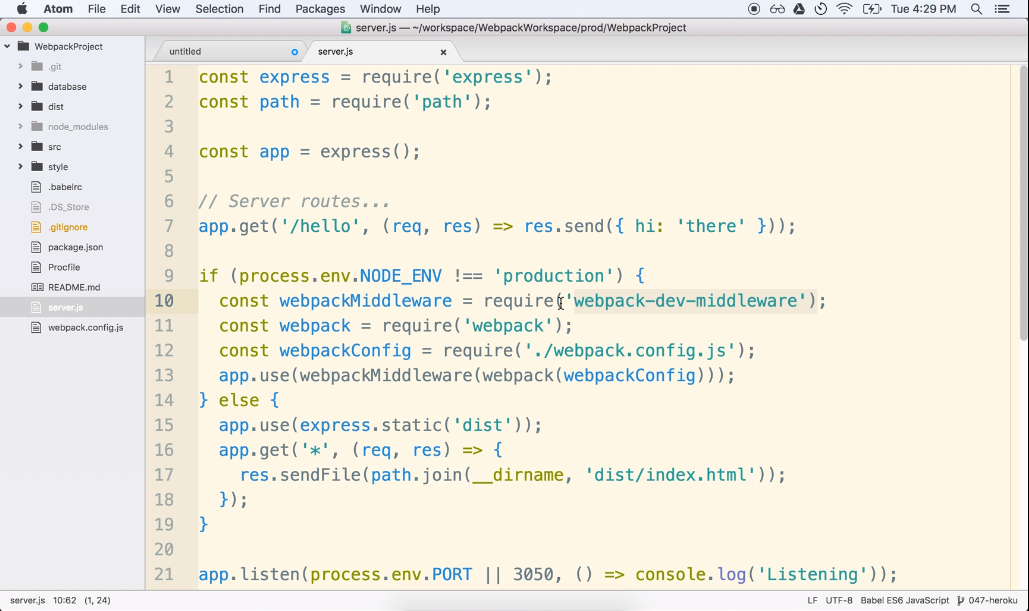 Atom File Edit View Selection Find Packages Window Help Tue 4:29 PM
server.js — ~/workspace/WebpackWorkspace/prod/WebpackProject
WebpackProject
.git
database
dist
node_modules
src
style
.babelrc
.DS_Store
.gitignore
package.json
Procfile
README.md
server.js
webpack.config.js
untitled
server.js
1 const express = require('express');
2 const path = require('path');
3
4 const app = express();
5
6 // Server routes...
7 app.get('/hello', (req, res) => res.send({ hi: 'there' }));
8
9 if (process.env.NODE_ENV !== 'production') {
10 const webpackMiddleware = require('webpack-dev-middleware');
11 const webpack = require('webpack');
12 const webpackConfig = require('./webpack.config.js');
13 app.use(webpackMiddleware(webpack(webpackConfig)));
14 } else {
15 app.use(express.static('dist'));
16 app.get('*', (req, res) => {
17 res.sendFile(path.join(__dirname, 'dist/index.html'));
18 });
19 }
20
21 app.listen(process.env.PORT || 3050, () => console.log('Listening'));
server.js 10:62 (1, 24) LF UTF-8 Babel ES6 JavaScript 047-heroku